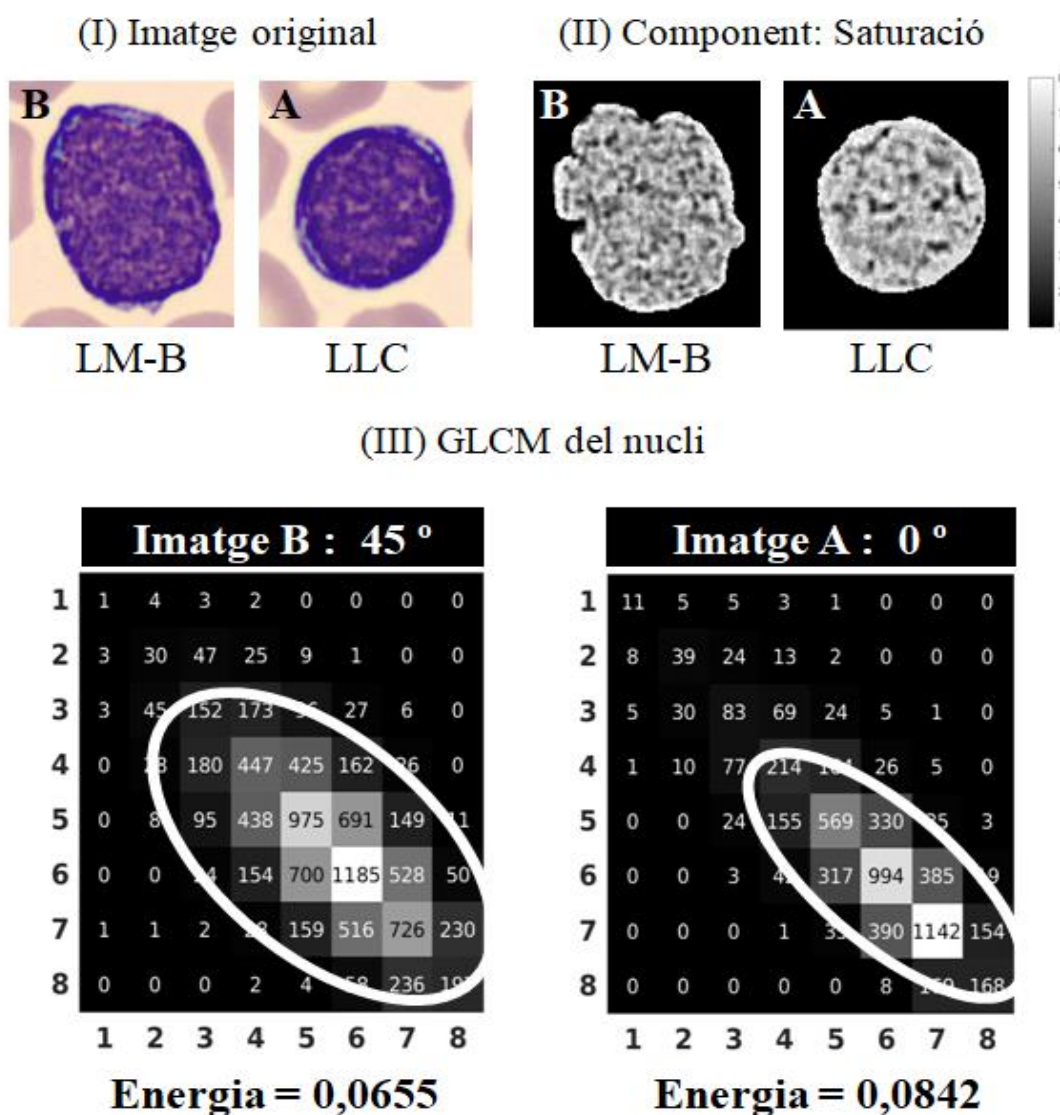 (I) Imatge original (II) Component: Saturació
B A B A
LM-B LLC LM-B LLC
(III) GLCM del nucli
Imatge B : 45 º Imatge A : 0 º
1 1 4 3 2 0 0 0 0 1 11 5 5 3 1 0 0 0
2 3 30 47 25 9 1 0 0 2 8 39 24 13 2 0 0 0
3 3 45 152 173 27 6 0 3 5 30 83 69 24 5 1 0
4 0 180 447 425 162 0 4 1 10 77 214 26 5 0
5 0 8 95 438 975 691 149 11 5 0 0 24 155 569 330 3
6 0 0 154 700 1185 528 50 6 0 0 3 317 994 385
7 1 1 2 159 516 726 230 7 0 0 0 1 390 1142 154
8 0 0 0 2 4 236 8 0 0 0 0 0 8 168
1 2 3 4 5 6 7 8 1 2 3 4 5 6 7 8
Energia = 0,0655 Energia = 0,0842